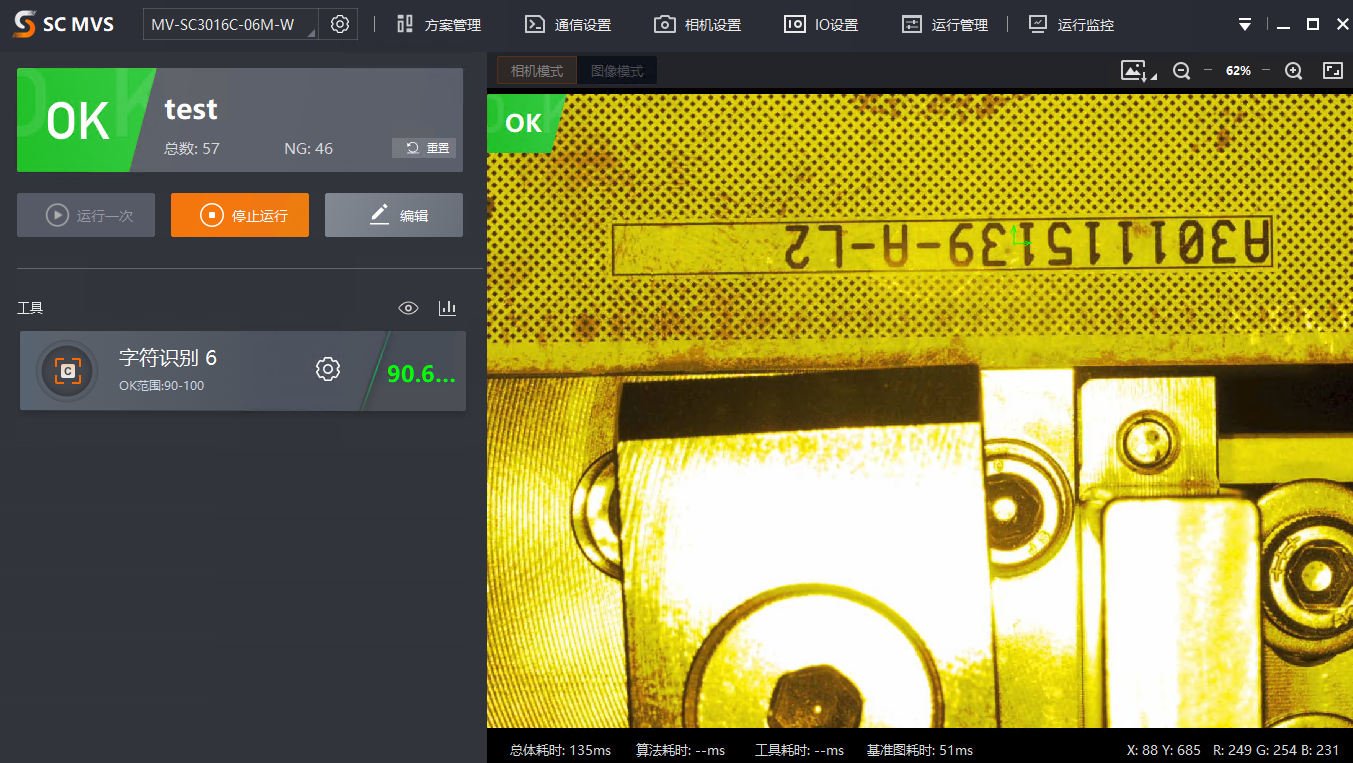 SC MVS
MV-SC3016C-06M-W
方案管理
通信设置
相机设置
IO设置
运行管理
运行监控
OK
test
总数: 57
NG: 46
重置
运行一次
停止运行
编辑
工具
字符识别 6
OK范围:90-100
90.6...
相机模式
图像模式
62%
OK
A301115139-A-L2
总体耗时: 135ms
算法耗时: --ms
工具耗时: --ms
基准图耗时: 51ms
X: 88 Y: 685
R: 249 G: 254 B: 231